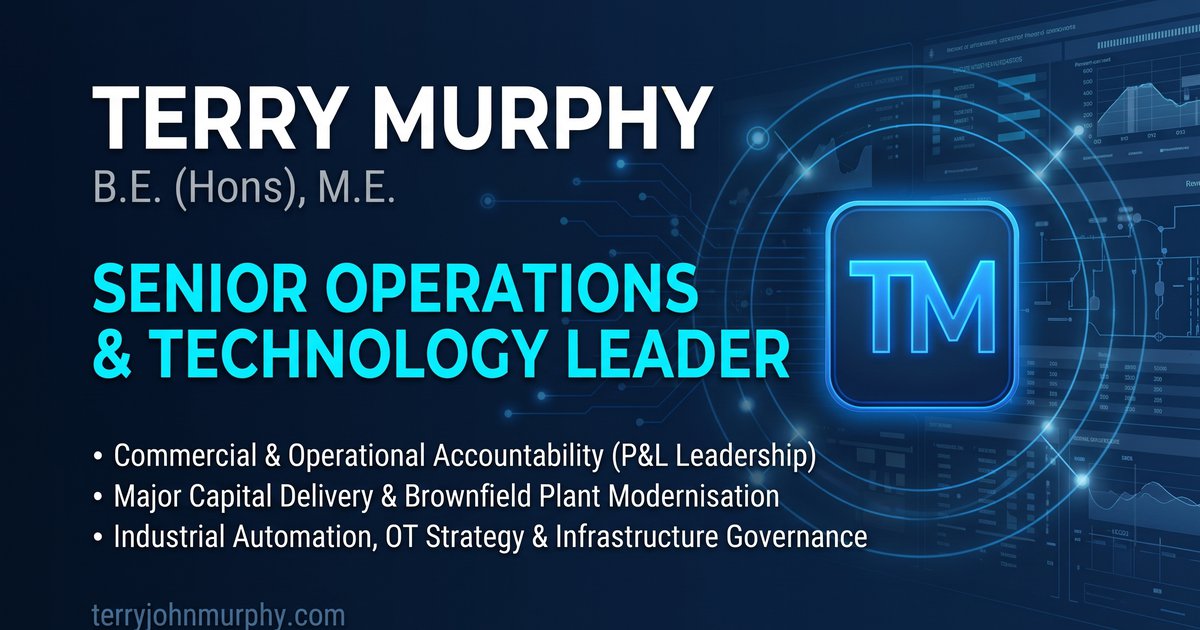 TERRY MURPHY
B.E. (Hons), M.E.
SENIOR OPERATIONS
& TECHNOLOGY LEADER
TM
• Commercial & Operational Accountability (P&L Leadership)
• Major Capital Delivery & Brownfield Plant Modernisation
• Industrial Automation, OT Strategy & Infrastructure Governance
terryjohnmurphy.com